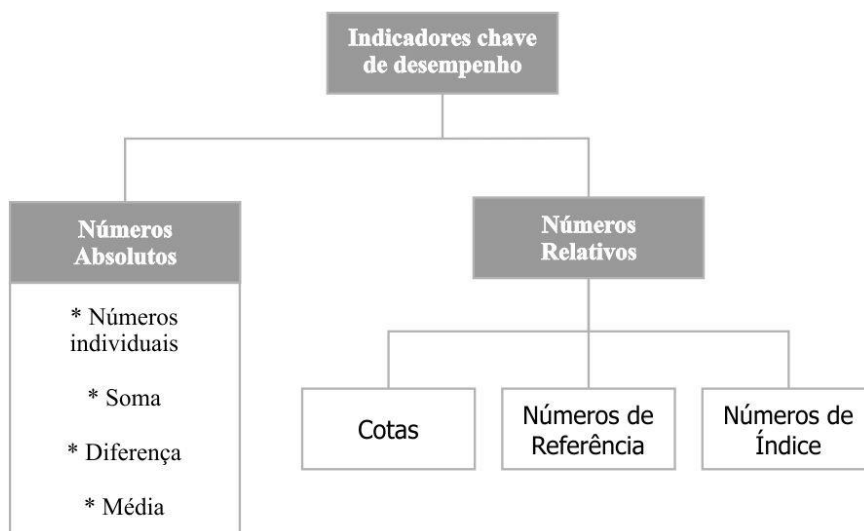 Indicadores chave
de desempenho
Números
Absolutos
* Números
individuais
* Soma
* Diferença
* Média
Números
Relativos
Cotas
Números de
Referência
Números de
Índice